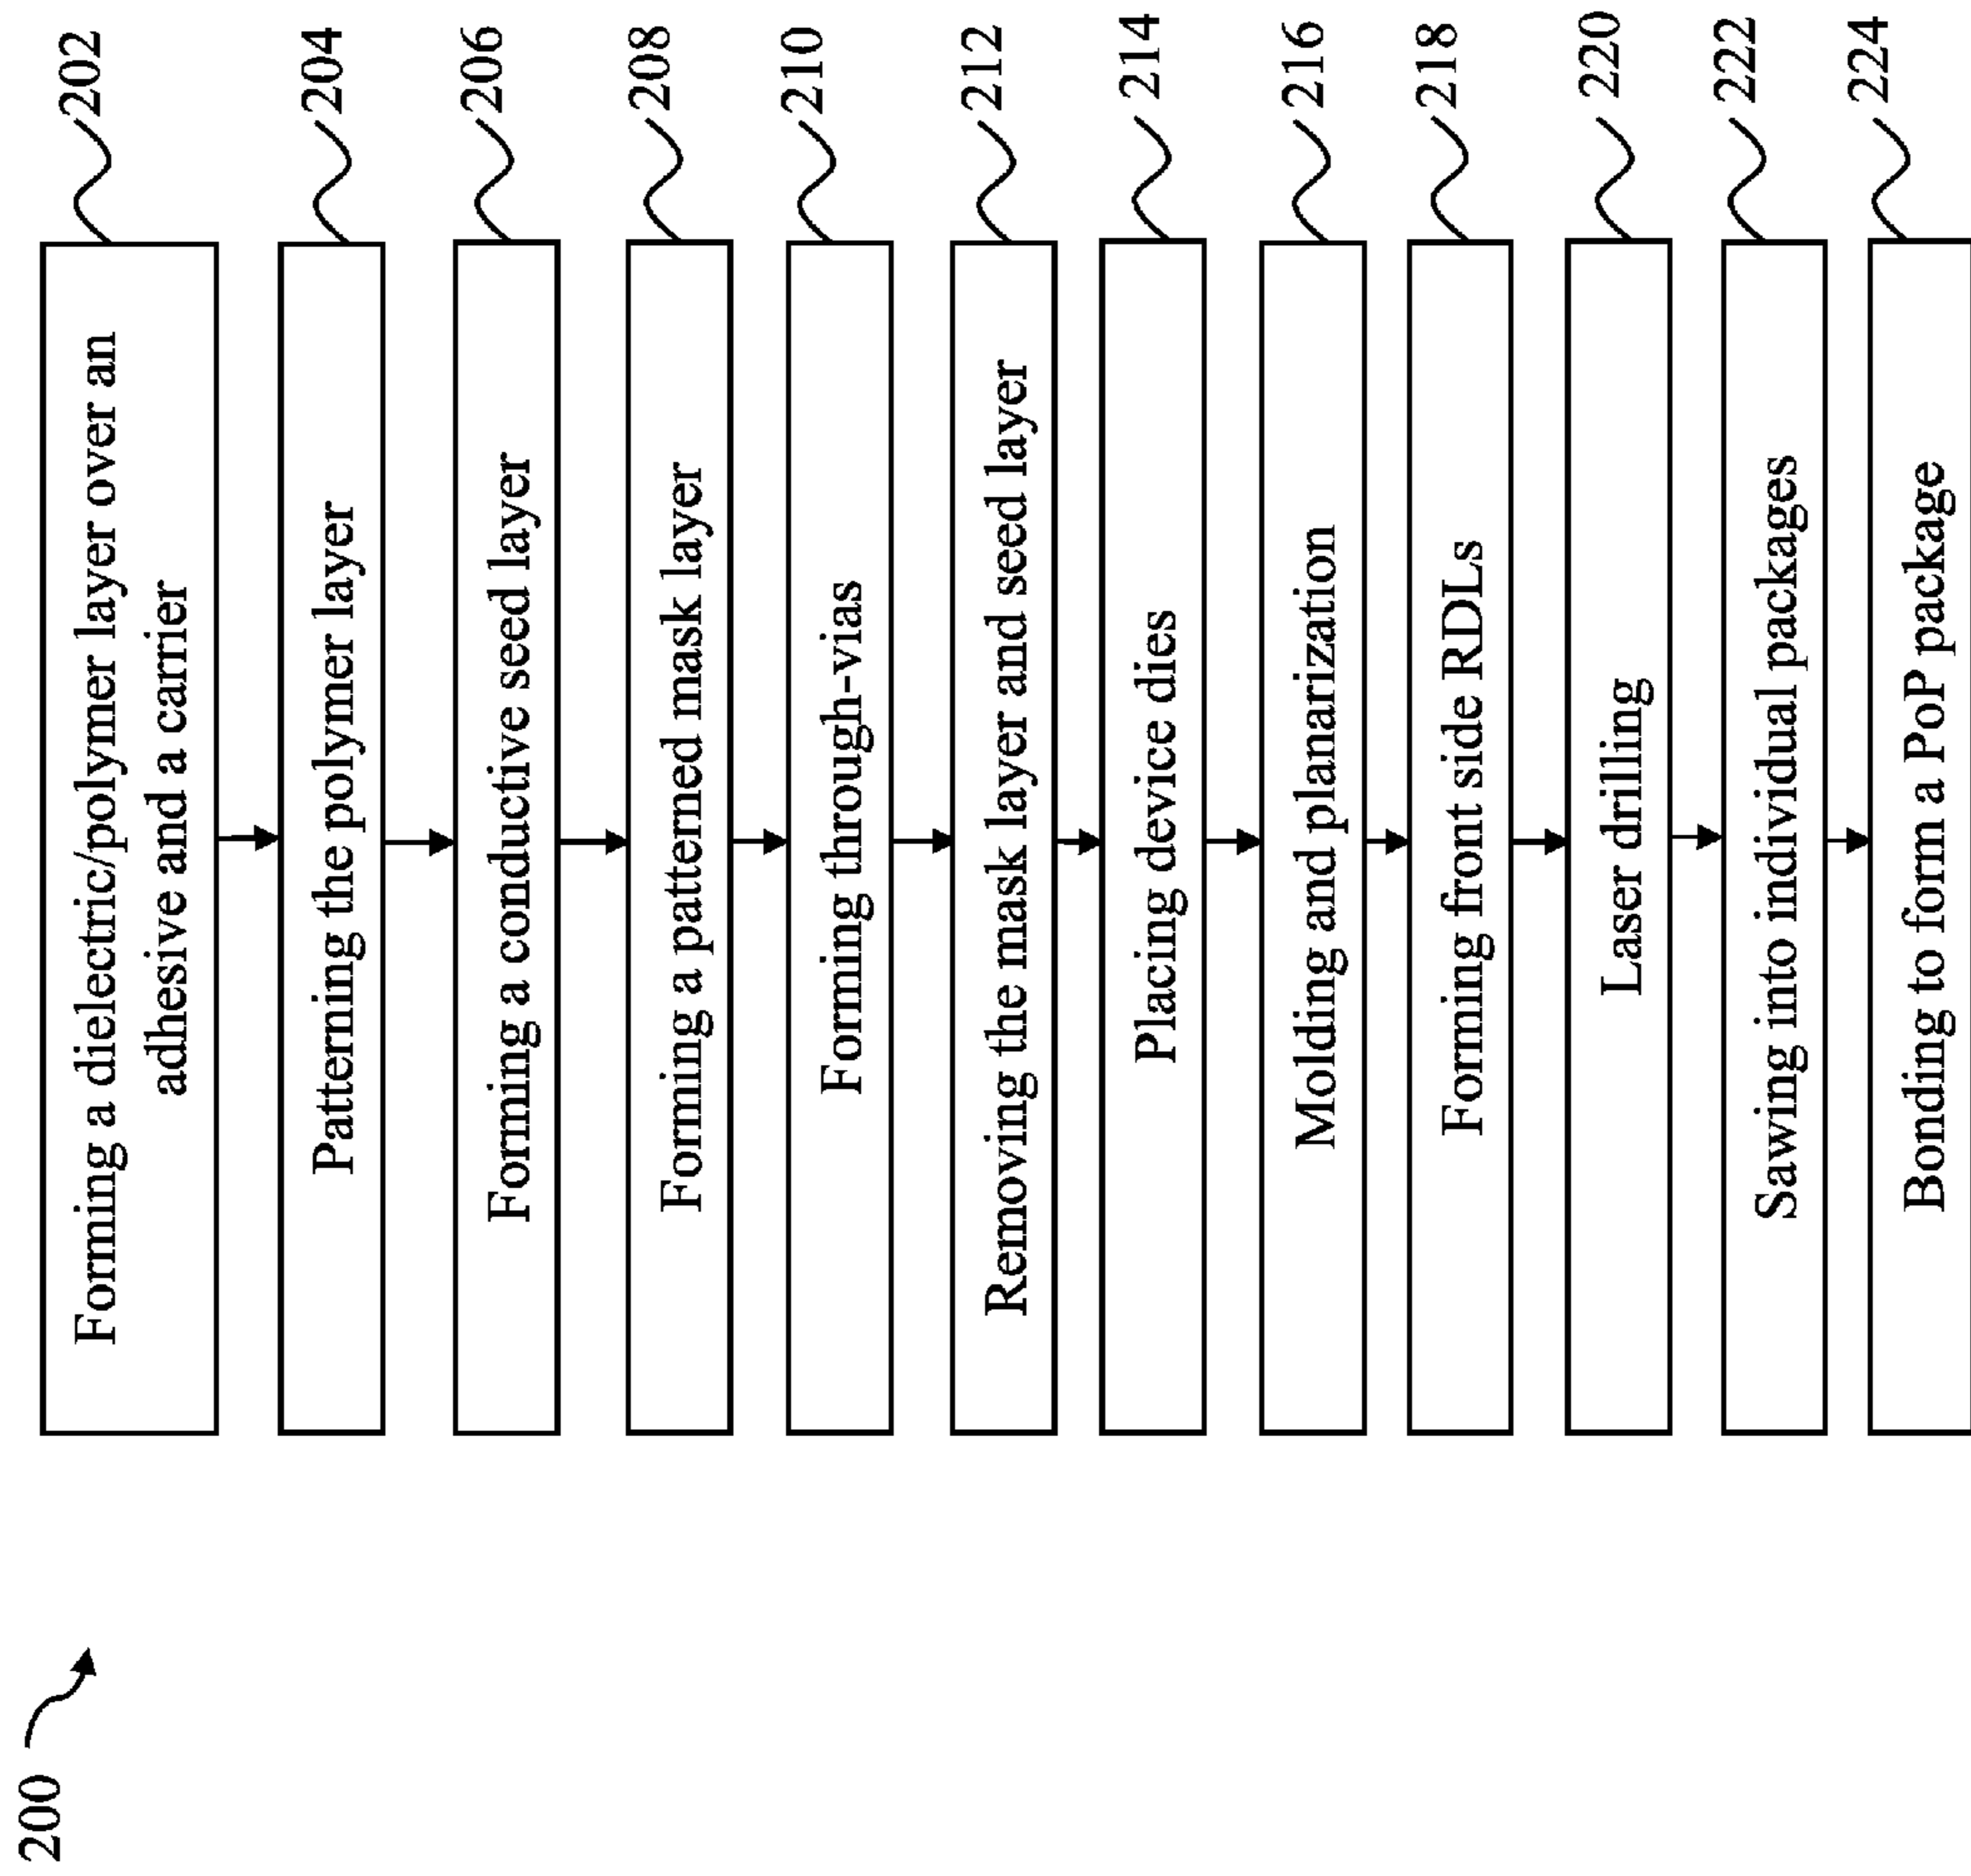 200
Forming a dielectric/polymer layer over an
adhesive and a carrier
202
Patterning the polymer layer
204
Forming a conductive seed layer
206
Forming a patterned mask layer
208
Forming through-vias
210
Removing the mask layer and seed layer
212
Placing device dies
214
Molding and planarization
216
Forming front side RDLs
218
Laser drilling
220
Sawing into individual packages
222
Bonding to form a PoP package
224